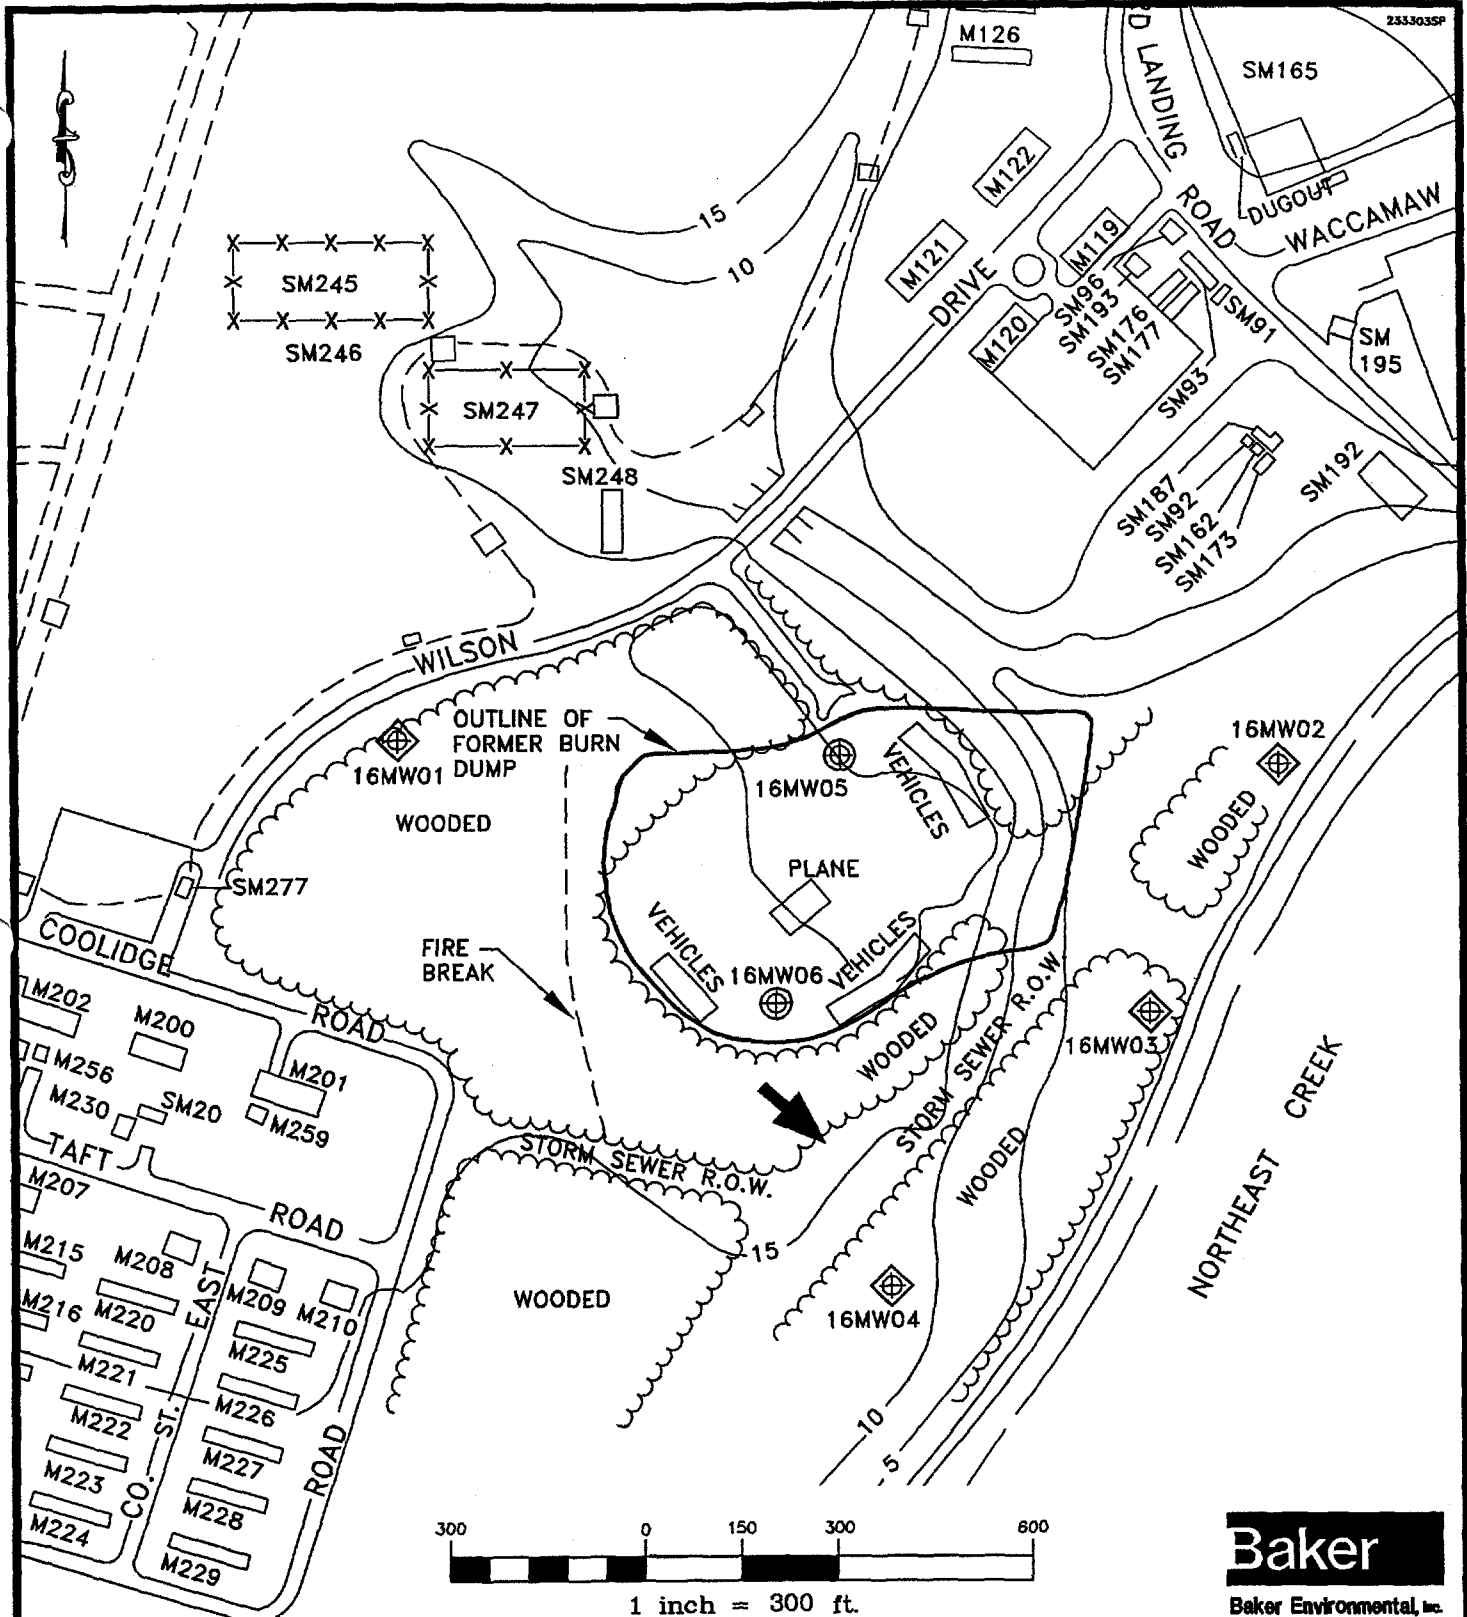 233303SP
M126
RD LANDING
ROAD
SM165
DUGOUT
WACCAMAW
M122
M121
M119
DRIVE
M120
SM96
SM193
SM176
SM177
SM91
SM93
SM
195
15
10
SM245
SM246
SM247
SM248
SM187
SM92
SM162
SM173
SM192
WILSON
OUTLINE OF
FORMER BURN
DUMP
16MW01
WOODED
16MW05
VEHICLES
16MW02
WOODED
PLANE
SM277
COOLIDGE
ROAD
FIRE
BREAK
VEHICLES
16MW06
VEHICLES
WOODED
STORM SEWER R.O.W
16MW03
NORTHEAST CREEK
M202
M200
M256
M201
M230
SM20
M259
TAFT
ROAD
STORM SEWER R.O.W.
WOODED
M207
M215
M208
M209
M210
EAST
M216
M220
M225
15
WOODED
16MW04
M221
M226
M222
ST.
M227
M223
CO.
M228
ROAD
M224
M229
10
5
300 0 150 300 600
1 inch = 300 ft.
Baker
Baker Environmental, Inc.